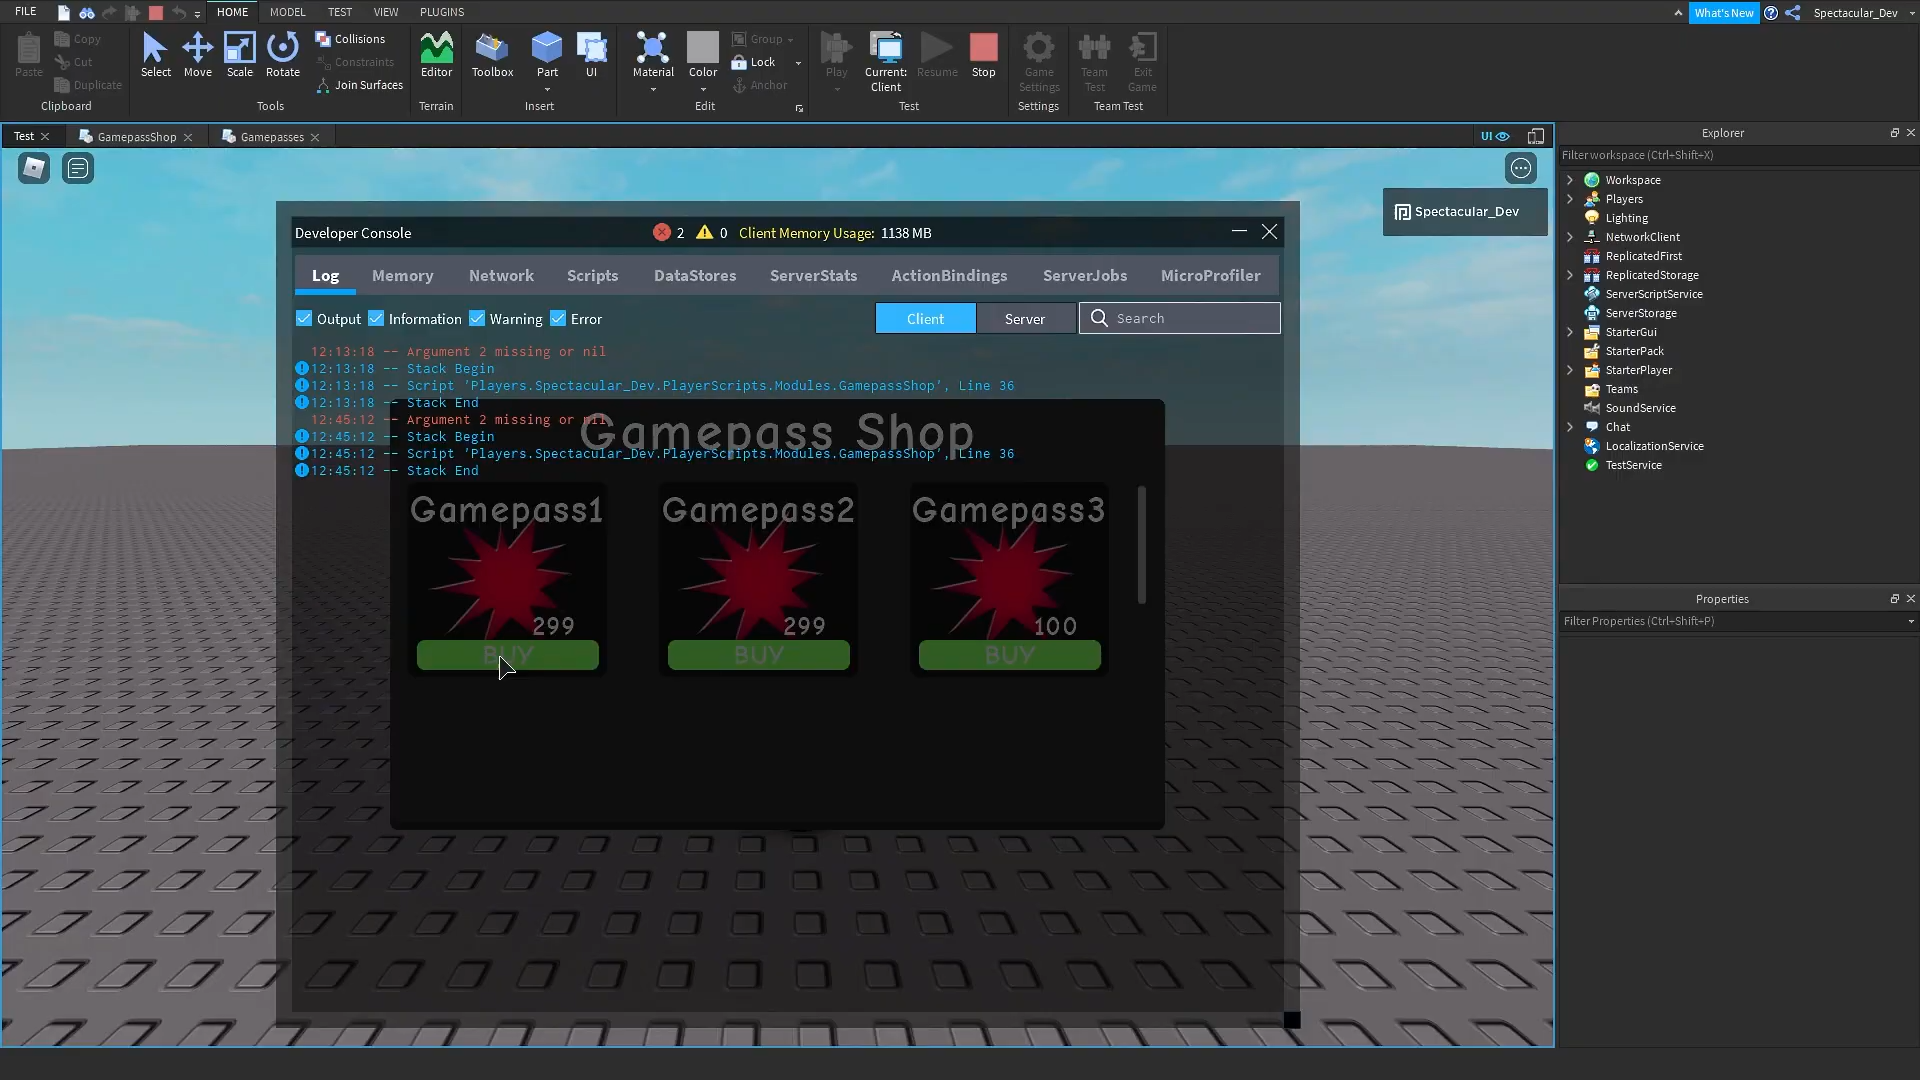 FILE HOME MODEL TEST VIEW PLUGINS What's New Spectacular_Dev
Paste Copy Cut Duplicate Clipboard
Select Move Scale Rotate Collisions Constraints Join Surfaces Tools
Editor Terrain
Toolbox Part UI Insert
Material Color Group Lock Anchor Edit
Play Current: Client Resume Stop Test
Game Settings Settings
Team Test Exit Game Team Test
Test GamepassShop Gamepasses UI
Spectacular_Dev
Developer Console 2 0 Client Memory Usage: 1138 MB
Log Memory Network Scripts DataStores ServerStats ActionBindings ServerJobs MicroProfiler
Output Information Warning Error Client Server Search
12:13:18 -- Argument 2 missing or nil
12:13:18 -- Stack Begin
12:13:18 -- Script 'Players.Spectacular_Dev.PlayerScripts.Modules.GamepassShop', Line 36
12:13:18 -- Stack End
12:45:12 -- Argument 2 missing or nil
12:45:12 -- Stack Begin
12:45:12 -- Script 'Players.Spectacular_Dev.PlayerScripts.Modules.GamepassShop', Line 36
12:45:12 -- Stack End
Gamepass Shop
Gamepass1 Gamepass2 Gamepass3
299 299 100
BUY BUY BUY
Explorer
Filter workspace (Ctrl+Shift+X)
Workspace
Players
Lighting
NetworkClient
ReplicatedFirst
ReplicatedStorage
ServerScriptService
ServerStorage
StarterGui
StarterPack
StarterPlayer
Teams
SoundService
Chat
LocalizationService
TestService
Properties
Filter Properties (Ctrl+Shift+P)